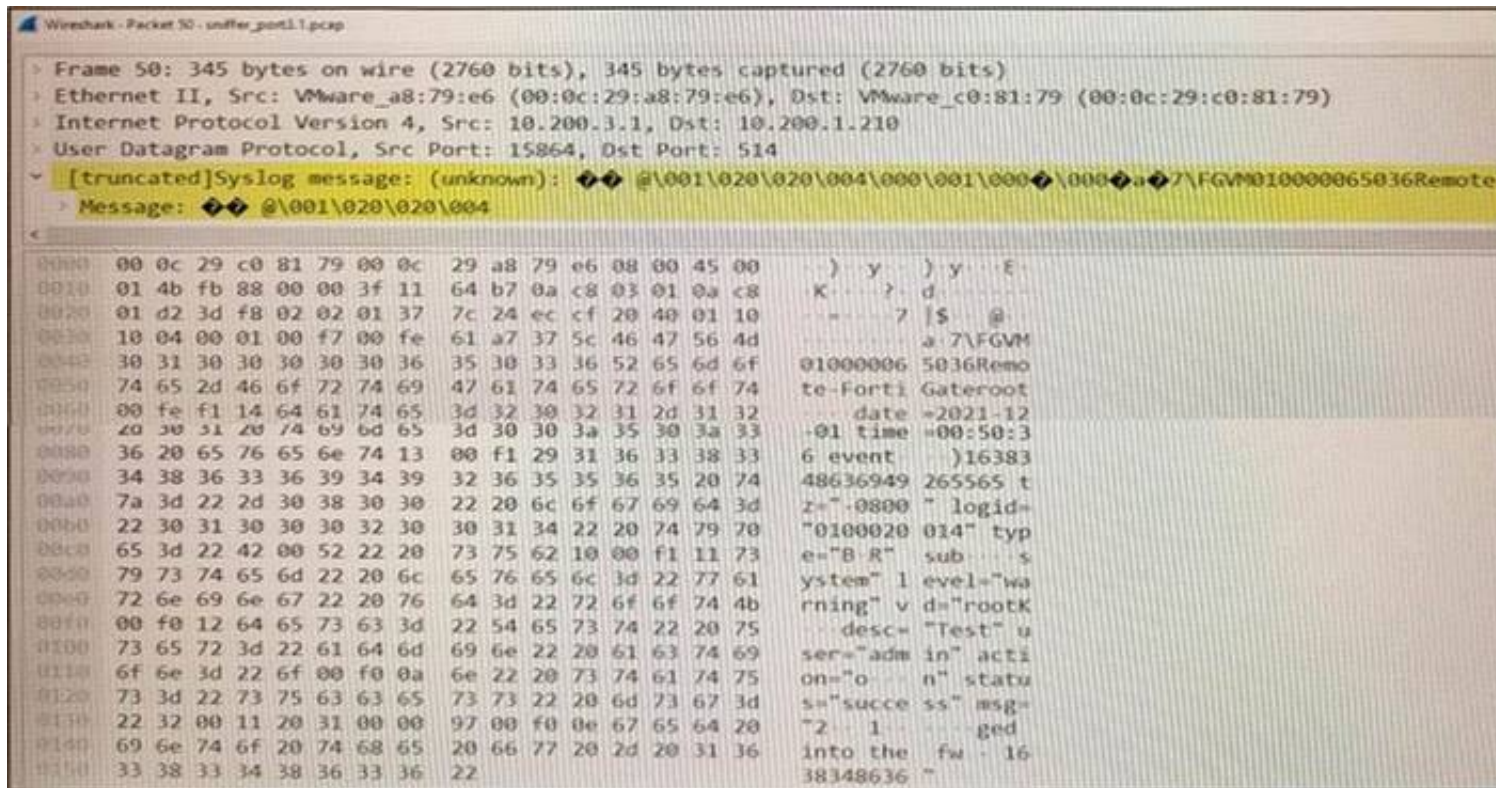 Wireshark - Packet 50 - sniffer_port3.1.pcap
Frame 50: 345 bytes on wire (2760 bits), 345 bytes captured (2760 bits)
Ethernet II, Src: VMware_a8:79:e6 (00:0c:29:a8:79:e6), Dst: VMware_c0:81:79 (00:0c:29:c0:81:79)
Internet Protocol Version 4, Src: 10.200.3.1, Dst: 10.200.1.210
User Datagram Protocol, Src Port: 15864, Dst Port: 514
[truncated]Syslog message: (unknown): �� @\001\020\020\004\000\001\000�\000�a�7\FGVM010000065036Remote
Message: �� @\001\020\020\004
0000 00 0c 29 c0 81 79 00 0c 29 a8 79 e6 08 00 45 00 ··)··y·· )·y···E·
0010 01 4b fb 88 00 00 3f 11 64 b7 0a c8 03 01 0a c8 ·K····?· d·······
0020 01 d2 3d f8 02 02 01 37 7c 24 ec cf 20 40 01 10 ··=····7 |$·· @··
0030 10 04 00 01 00 f7 00 fe 61 a7 37 5c 46 47 56 4d ········ a·7\FGVM
0040 30 31 30 30 30 30 30 36 35 30 33 36 52 65 6d 6f 01000006 5036Remo
0050 74 65 2d 46 6f 72 74 69 47 61 74 65 72 6f 6f 74 te-Forti Gateroot
0060 00 fe f1 14 64 61 74 65 3d 32 30 32 31 2d 31 32 ····date =2021-12
0070 2d 30 31 20 74 69 6d 65 3d 30 30 3a 35 30 3a 33 -01 time =00:50:3
0080 36 20 65 76 65 6e 74 13 00 f1 29 31 36 33 38 33 6 event· ··)16383
0090 34 38 36 33 36 39 34 39 32 36 35 35 36 35 20 74 48636949 265565 t
00a0 7a 3d 22 2d 30 38 30 30 22 20 6c 6f 67 69 64 3d z="-0800 " logid=
00b0 22 30 31 30 30 30 32 30 30 31 34 22 20 74 79 70 "0100020 014" typ
00c0 65 3d 22 42 00 52 22 20 73 75 62 10 00 f1 11 73 e="B·R" sub····s
00d0 79 73 74 65 6d 22 20 6c 65 76 65 6c 3d 22 77 61 ystem" l evel="wa
00e0 72 6e 69 6e 67 22 20 76 64 3d 22 72 6f 6f 74 4b rning" v d="rootK
00f0 00 f0 12 64 65 73 63 3d 22 54 65 73 74 22 20 75 ···desc= "Test" u
0100 73 65 72 3d 22 61 64 6d 69 6e 22 20 61 63 74 69 ser="adm in" acti
0110 6f 6e 3d 22 6f 00 f0 0a 6e 22 20 73 74 61 74 75 on="o··· n" statu
0120 73 3d 22 73 75 63 63 65 73 73 22 20 6d 73 67 3d s="succe ss" msg=
0130 22 32 00 11 20 31 00 00 97 00 f0 0e 67 65 64 20 "2·· 1·· ····ged
0140 69 6e 74 6f 20 74 68 65 20 66 77 20 2d 20 31 36 into the  fw - 16
0150 33 38 33 34 38 36 33 36 22 38348636 "